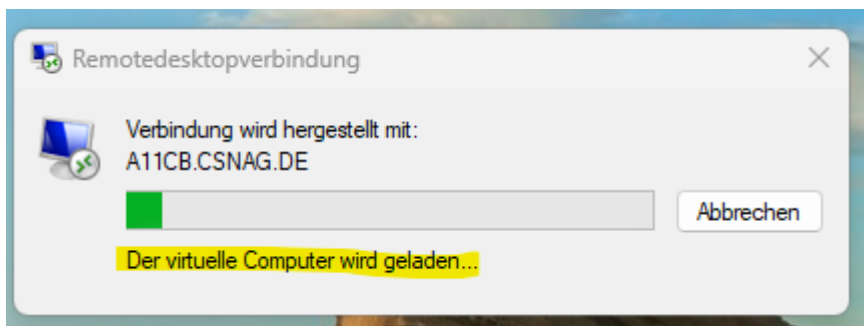 Remotedesktopverbindung
Verbindung wird hergestellt mit:
A11CB.CSNAG.DE
Abbrechen
Der virtuelle Computer wird geladen...